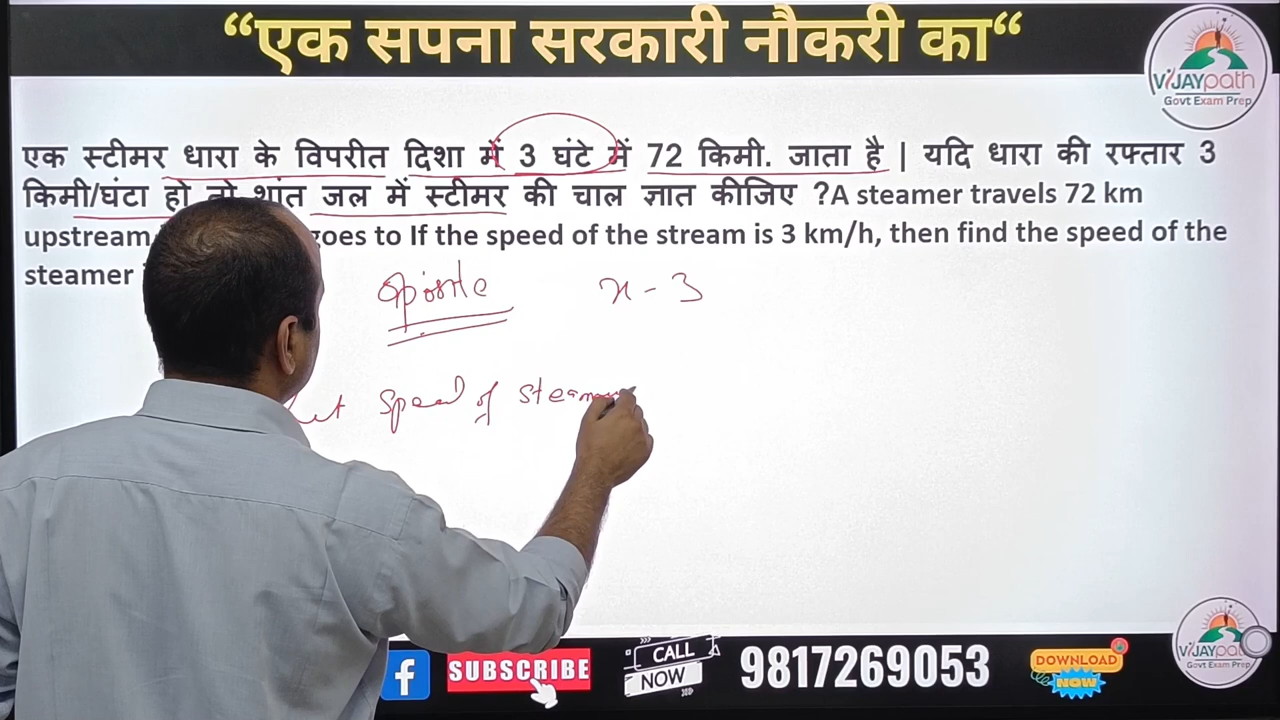 “एक सपना सरकारी नौकरी का“
VIJAYpath
Govt Exam Prep
एक स्टीमर धारा के विपरीत दिशा में 3 घंटे में 72 किमी. जाता है | यदि धारा की रफ्तार 3
किमी/घंटा हो तो शांत जल में स्टीमर की चाल ज्ञात कीजिए ?A steamer travels 72 km
upstream goes to If the speed of the stream is 3 km/h, then find the speed of the
steamer
x - 3
Let speed of steamer
f
SUBSCRIBE
CALL
NOW
9817269053
DOWNLOAD
NOW
VIJAYpath
Govt Exam Prep